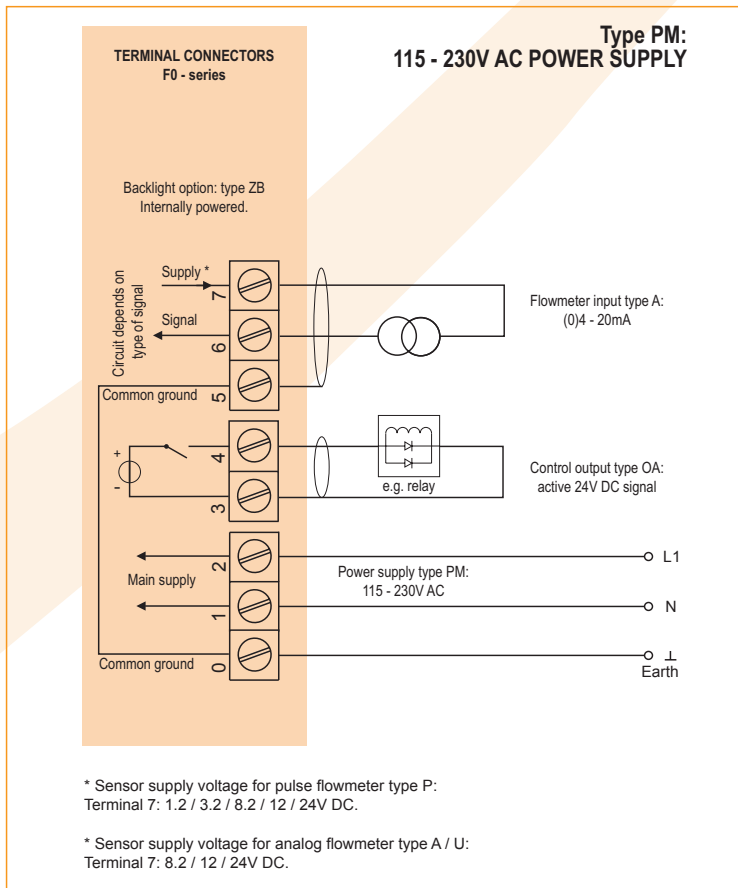 Type PM:
115 - 230V AC POWER SUPPLY
TERMINAL CONNECTORS
F0 - series
Backlight option: type ZB
Internally powered.
Circuit depends on
type of signal
Supply *
7
Signal
6
Common ground
5
Flowmeter input type A:
(0)4 - 20mA
+
-
4
3
e.g. relay
Control output type OA:
active 24V DC signal
2
Main supply
1
Power supply type PM:
115 - 230V AC
L1
N
Common ground
0
Earth
* Sensor supply voltage for pulse flowmeter type P:
Terminal 7: 1.2 / 3.2 / 8.2 / 12 / 24V DC.
* Sensor supply voltage for analog flowmeter type A / U:
Terminal 7: 8.2 / 12 / 24V DC.